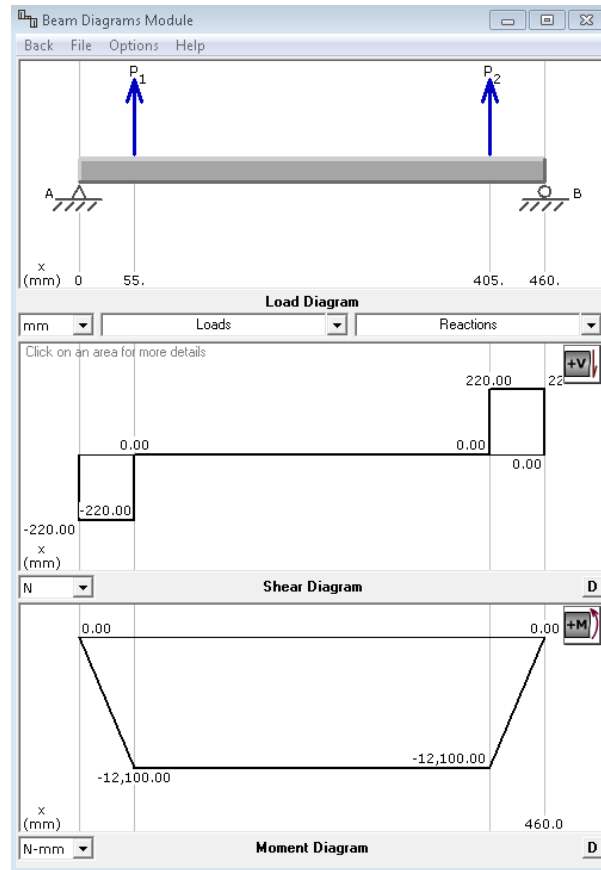 Beam Diagrams Module
Back File Options Help
P1 P2
A B
x
(mm) 0 55. 405. 460.
Load Diagram
mm Loads Reactions
Click on an area for more details
+V
220.00 22
0.00 0.00
0.00
-220.00
-220.00
x
(mm)
N Shear Diagram D
0.00 0.00 +M
-12,100.00
-12,100.00
x
(mm) 460.0
N-mm Moment Diagram D